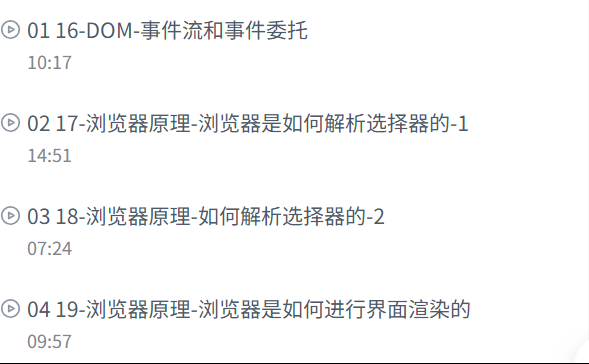 01 16-DOM-事件流和事件委托
10:17
02 17-浏览器原理-浏览器是如何解析选择器的-1
14:51
03 18-浏览器原理-如何解析选择器的-2
07:24
04 19-浏览器原理-浏览器是如何进行界面渲染的
09:57